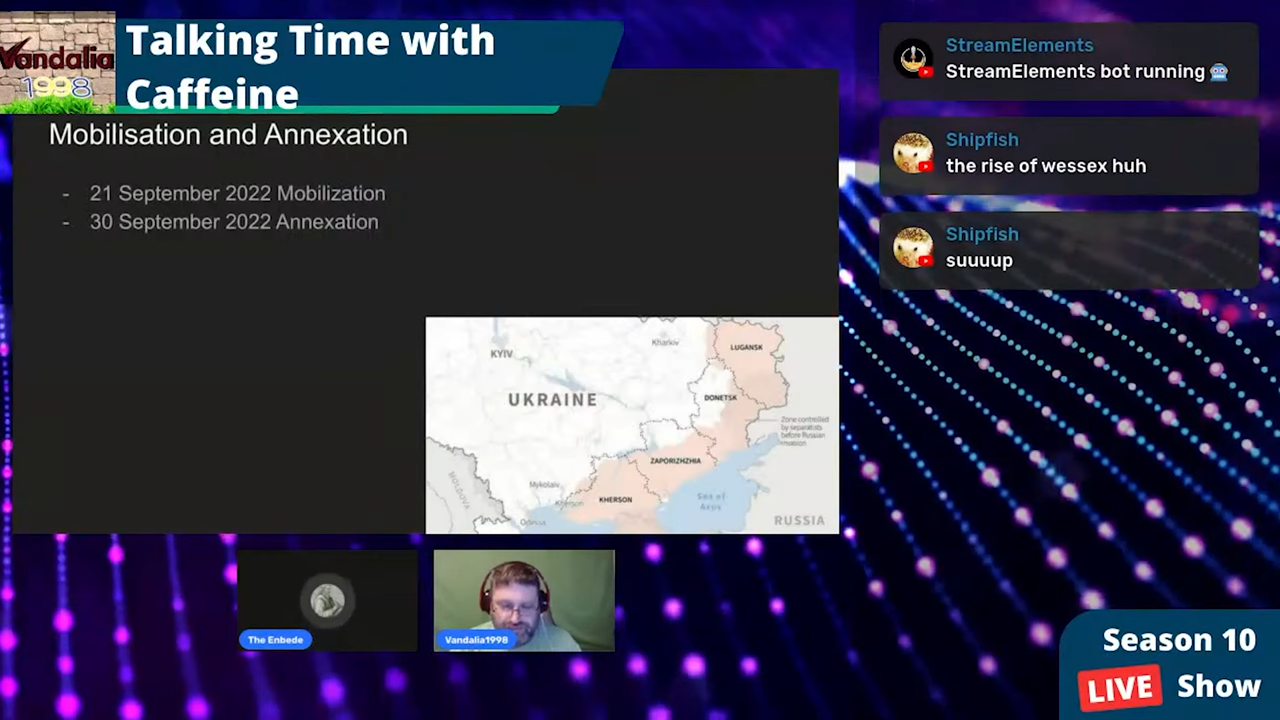 Vandalia
1998
Talking Time with
Caffeine
Mobilisation and Annexation
- 21 September 2022 Mobilization
- 30 September 2022 Annexation
KYIV
Kharkiv
LUGANSK
UKRAINE
DONETSK
Zone controlled
by separatists
before Russian
invasion
ZAPORIZHZHIA
MOLDOVA
Mykolaiv
Kherson
KHERSON
Sea of
Azov
Odessa
RUSSIA
The Enbede
Vandalia1998
StreamElements
StreamElements bot running
Shipfish
the rise of wessex huh
Shipfish
suuuup
Season 10
LIVE Show